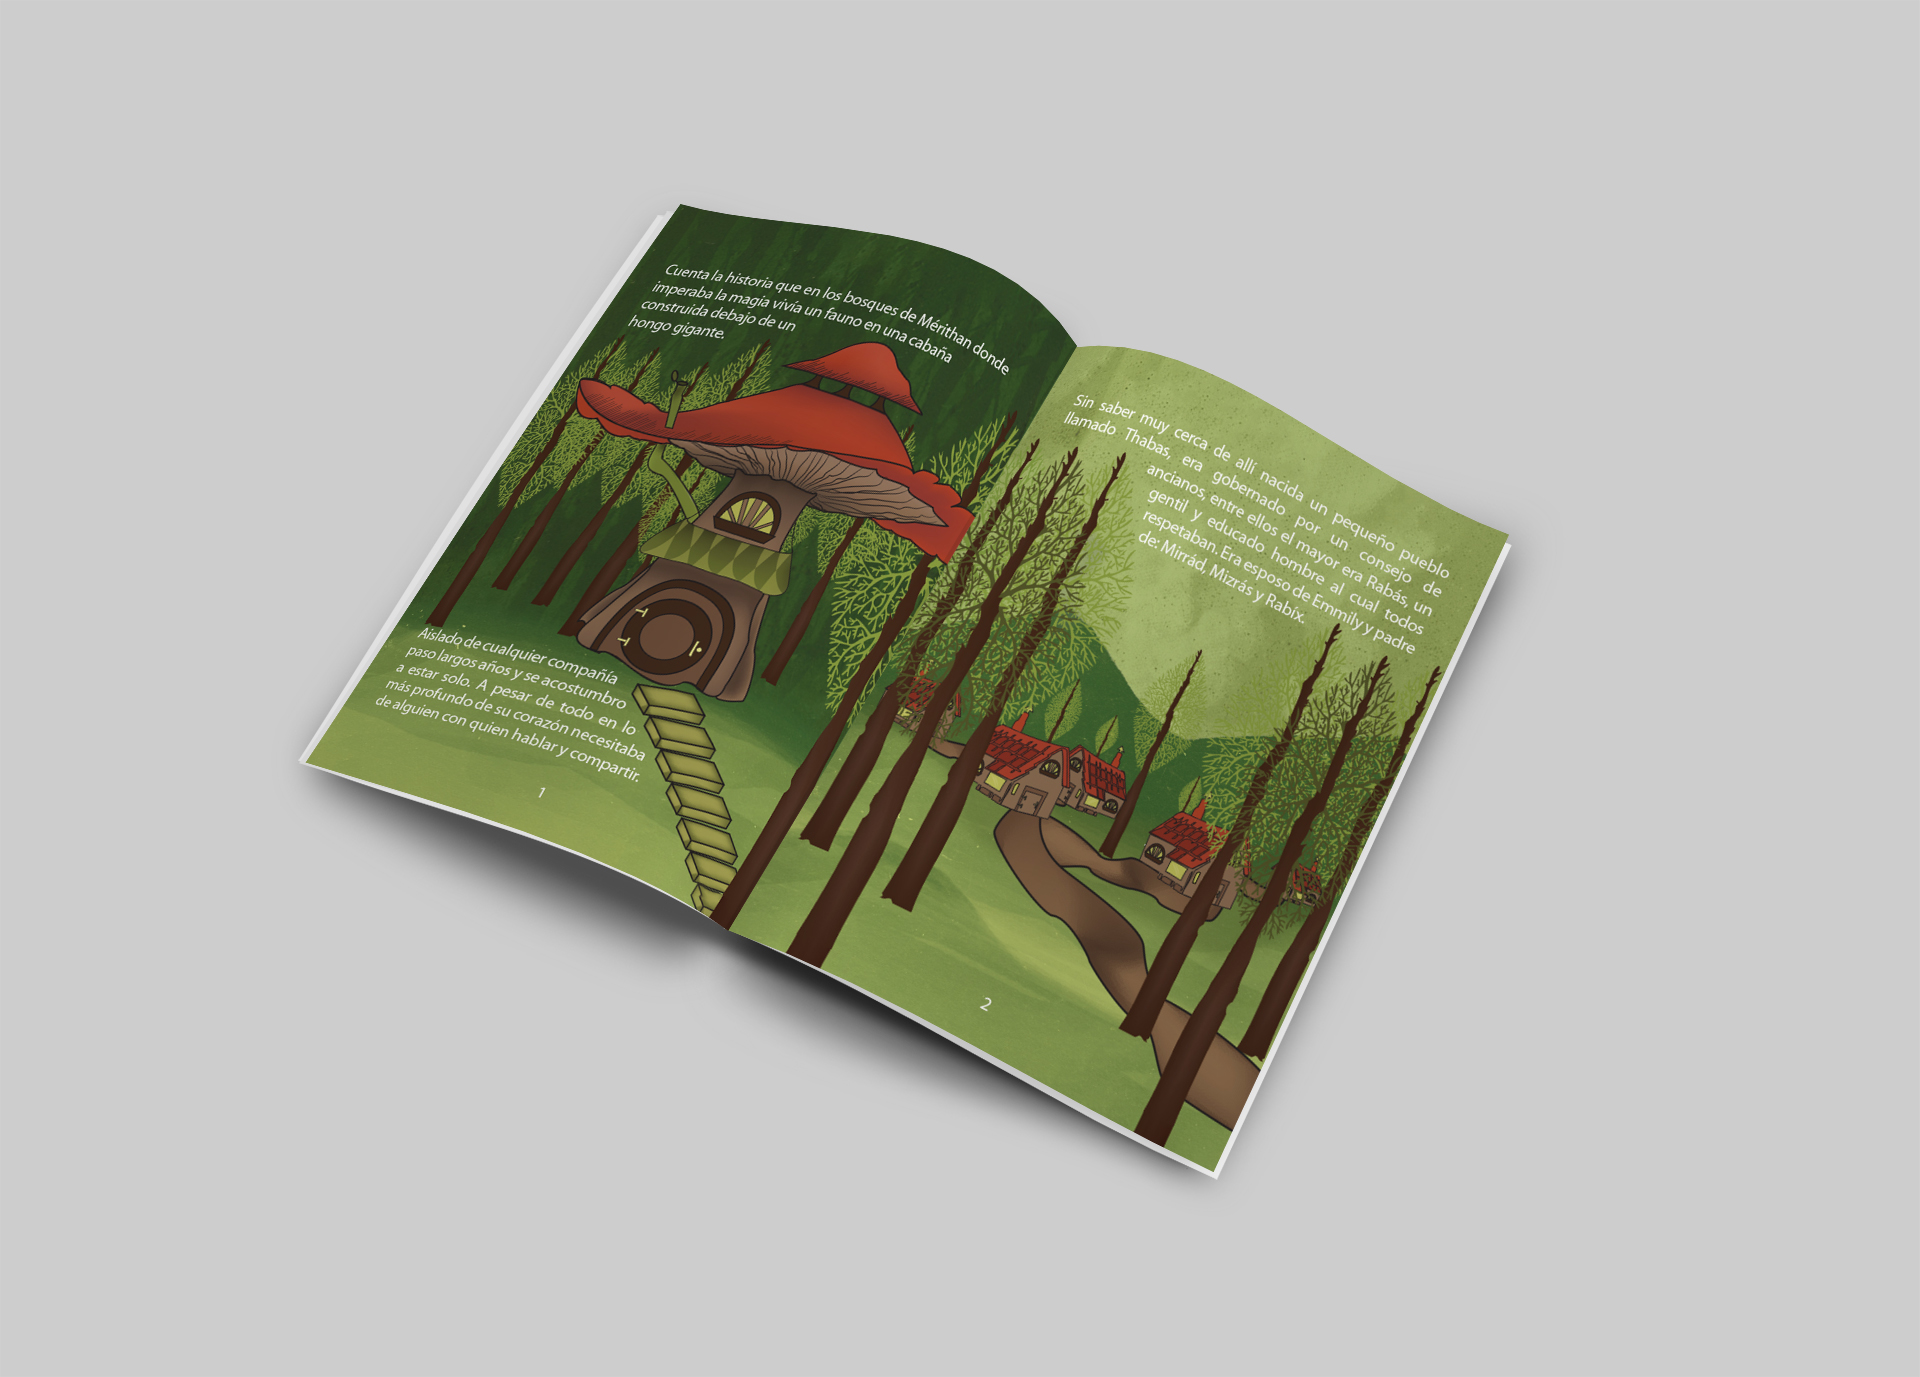 Cuenta la historia que en los bosques de Mérithan donde
imperaba la magia vivía un fauno en una cabaña
construida debajo de un
hongo gigante.
Aislado de cualquier compañía
paso largos años y se acostumbro
a estar solo. A pesar de todo en lo
más profundo de su corazón necesitaba
de alguien con quien hablar y compartir.
1
Sin saber muy cerca de allí nacida un pequeño pueblo
llamado Thabas, era gobernado por un consejo de
ancianos, entre ellos el mayor era Rabás, un
gentil y educado hombre al cual todos
respetaban. Era esposo de Emmily y padre
de: Mirrád, Mizrás y Rabíx.
2